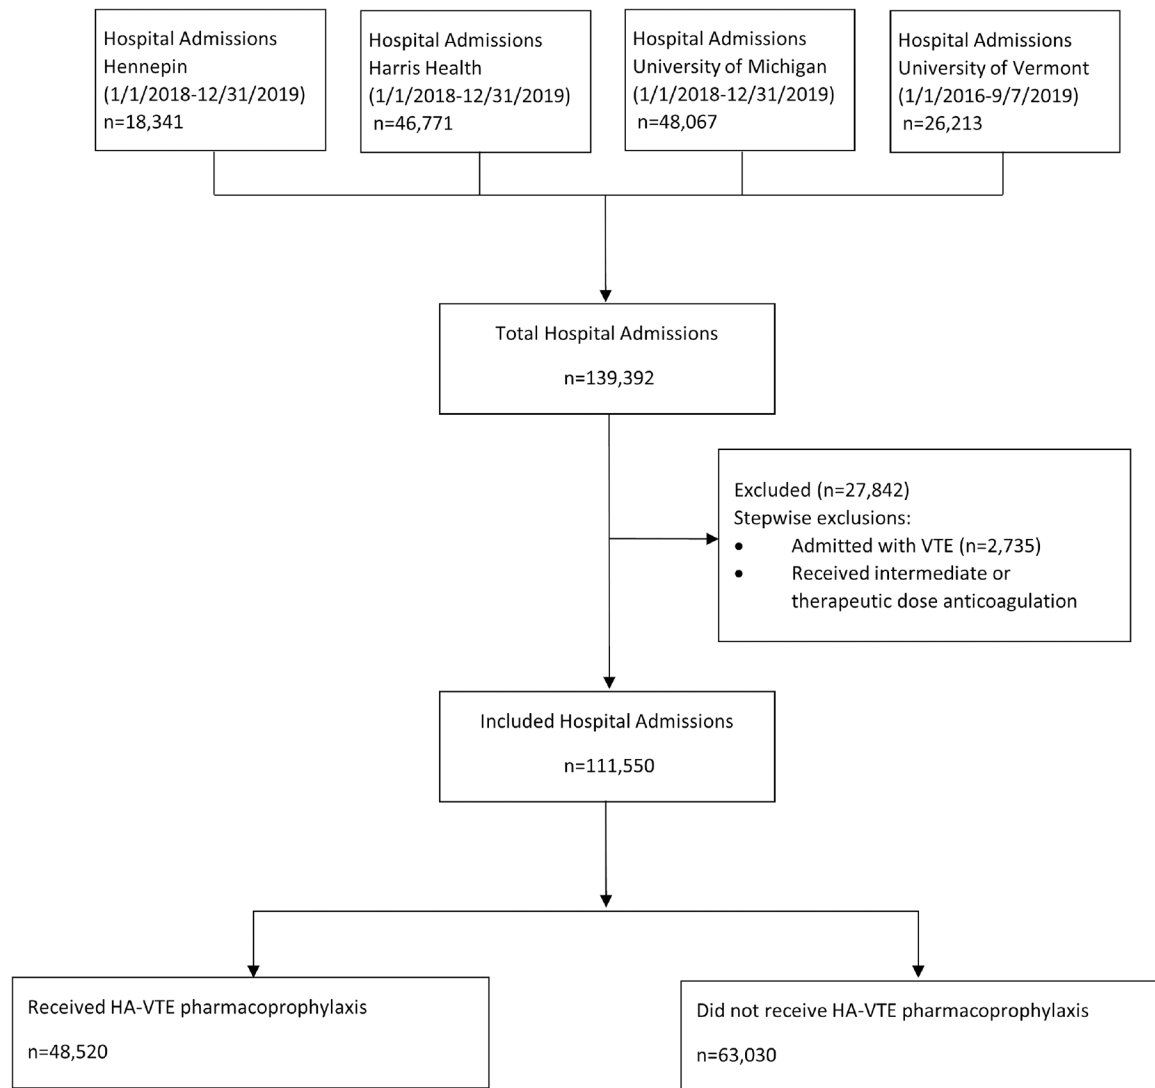 Hospital Admissions
Hennepin
(1/1/2018-12/31/2019)
n=18,341
Hospital Admissions
Harris Health
(1/1/2018-12/31/2019)
n=46,771
Hospital Admissions
University of Michigan
(1/1/2018-12/31/2019)
n=48,067
Hospital Admissions
University of Vermont
(1/1/2016-9/7/2019)
n=26,213
Total Hospital Admissions
n=139,392
Excluded (n=27,842)
Stepwise exclusions:
• Admitted with VTE (n=2,735)
• Received intermediate or
therapeutic dose anticoagulation
Included Hospital Admissions
n=111,550
Received HA-VTE pharmacoprophylaxis
n=48,520
Did not receive HA-VTE pharmacoprophylaxis
n=63,030